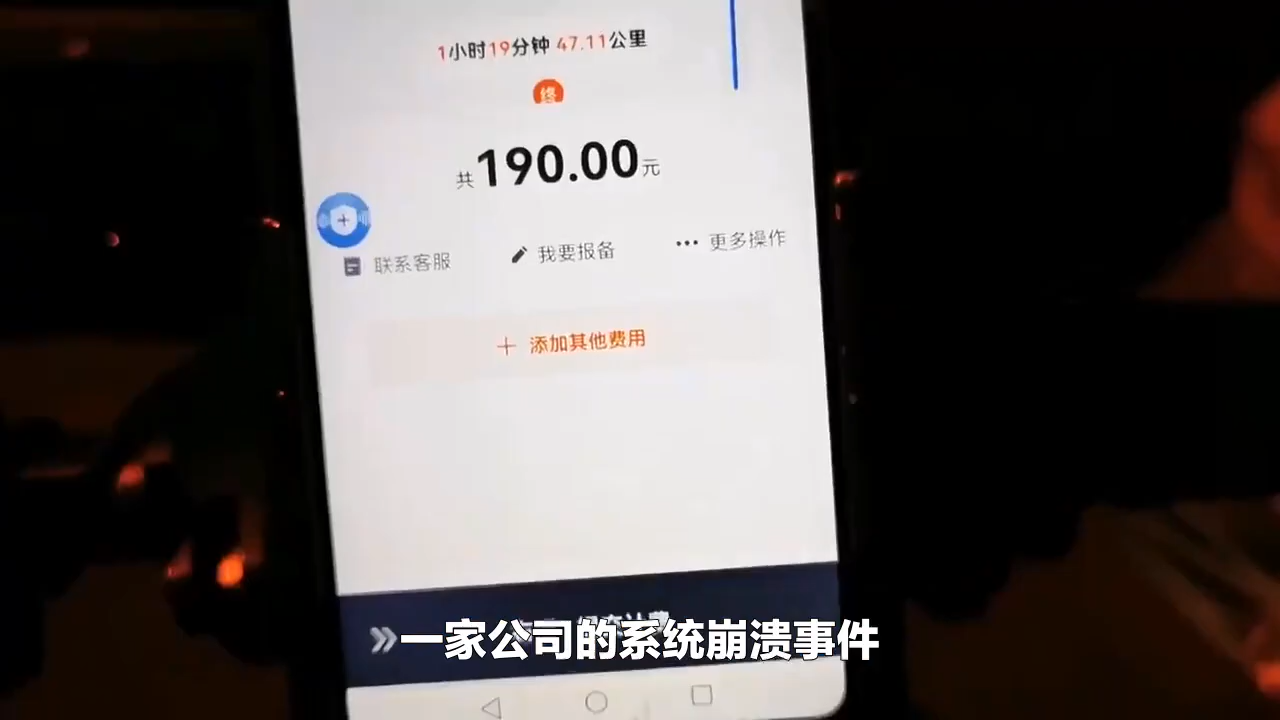 1小时19分钟 47.11公里
终
共190.00元
联系客服 我要报备 更多操作
添加其他费用
一家公司的系统崩溃事件